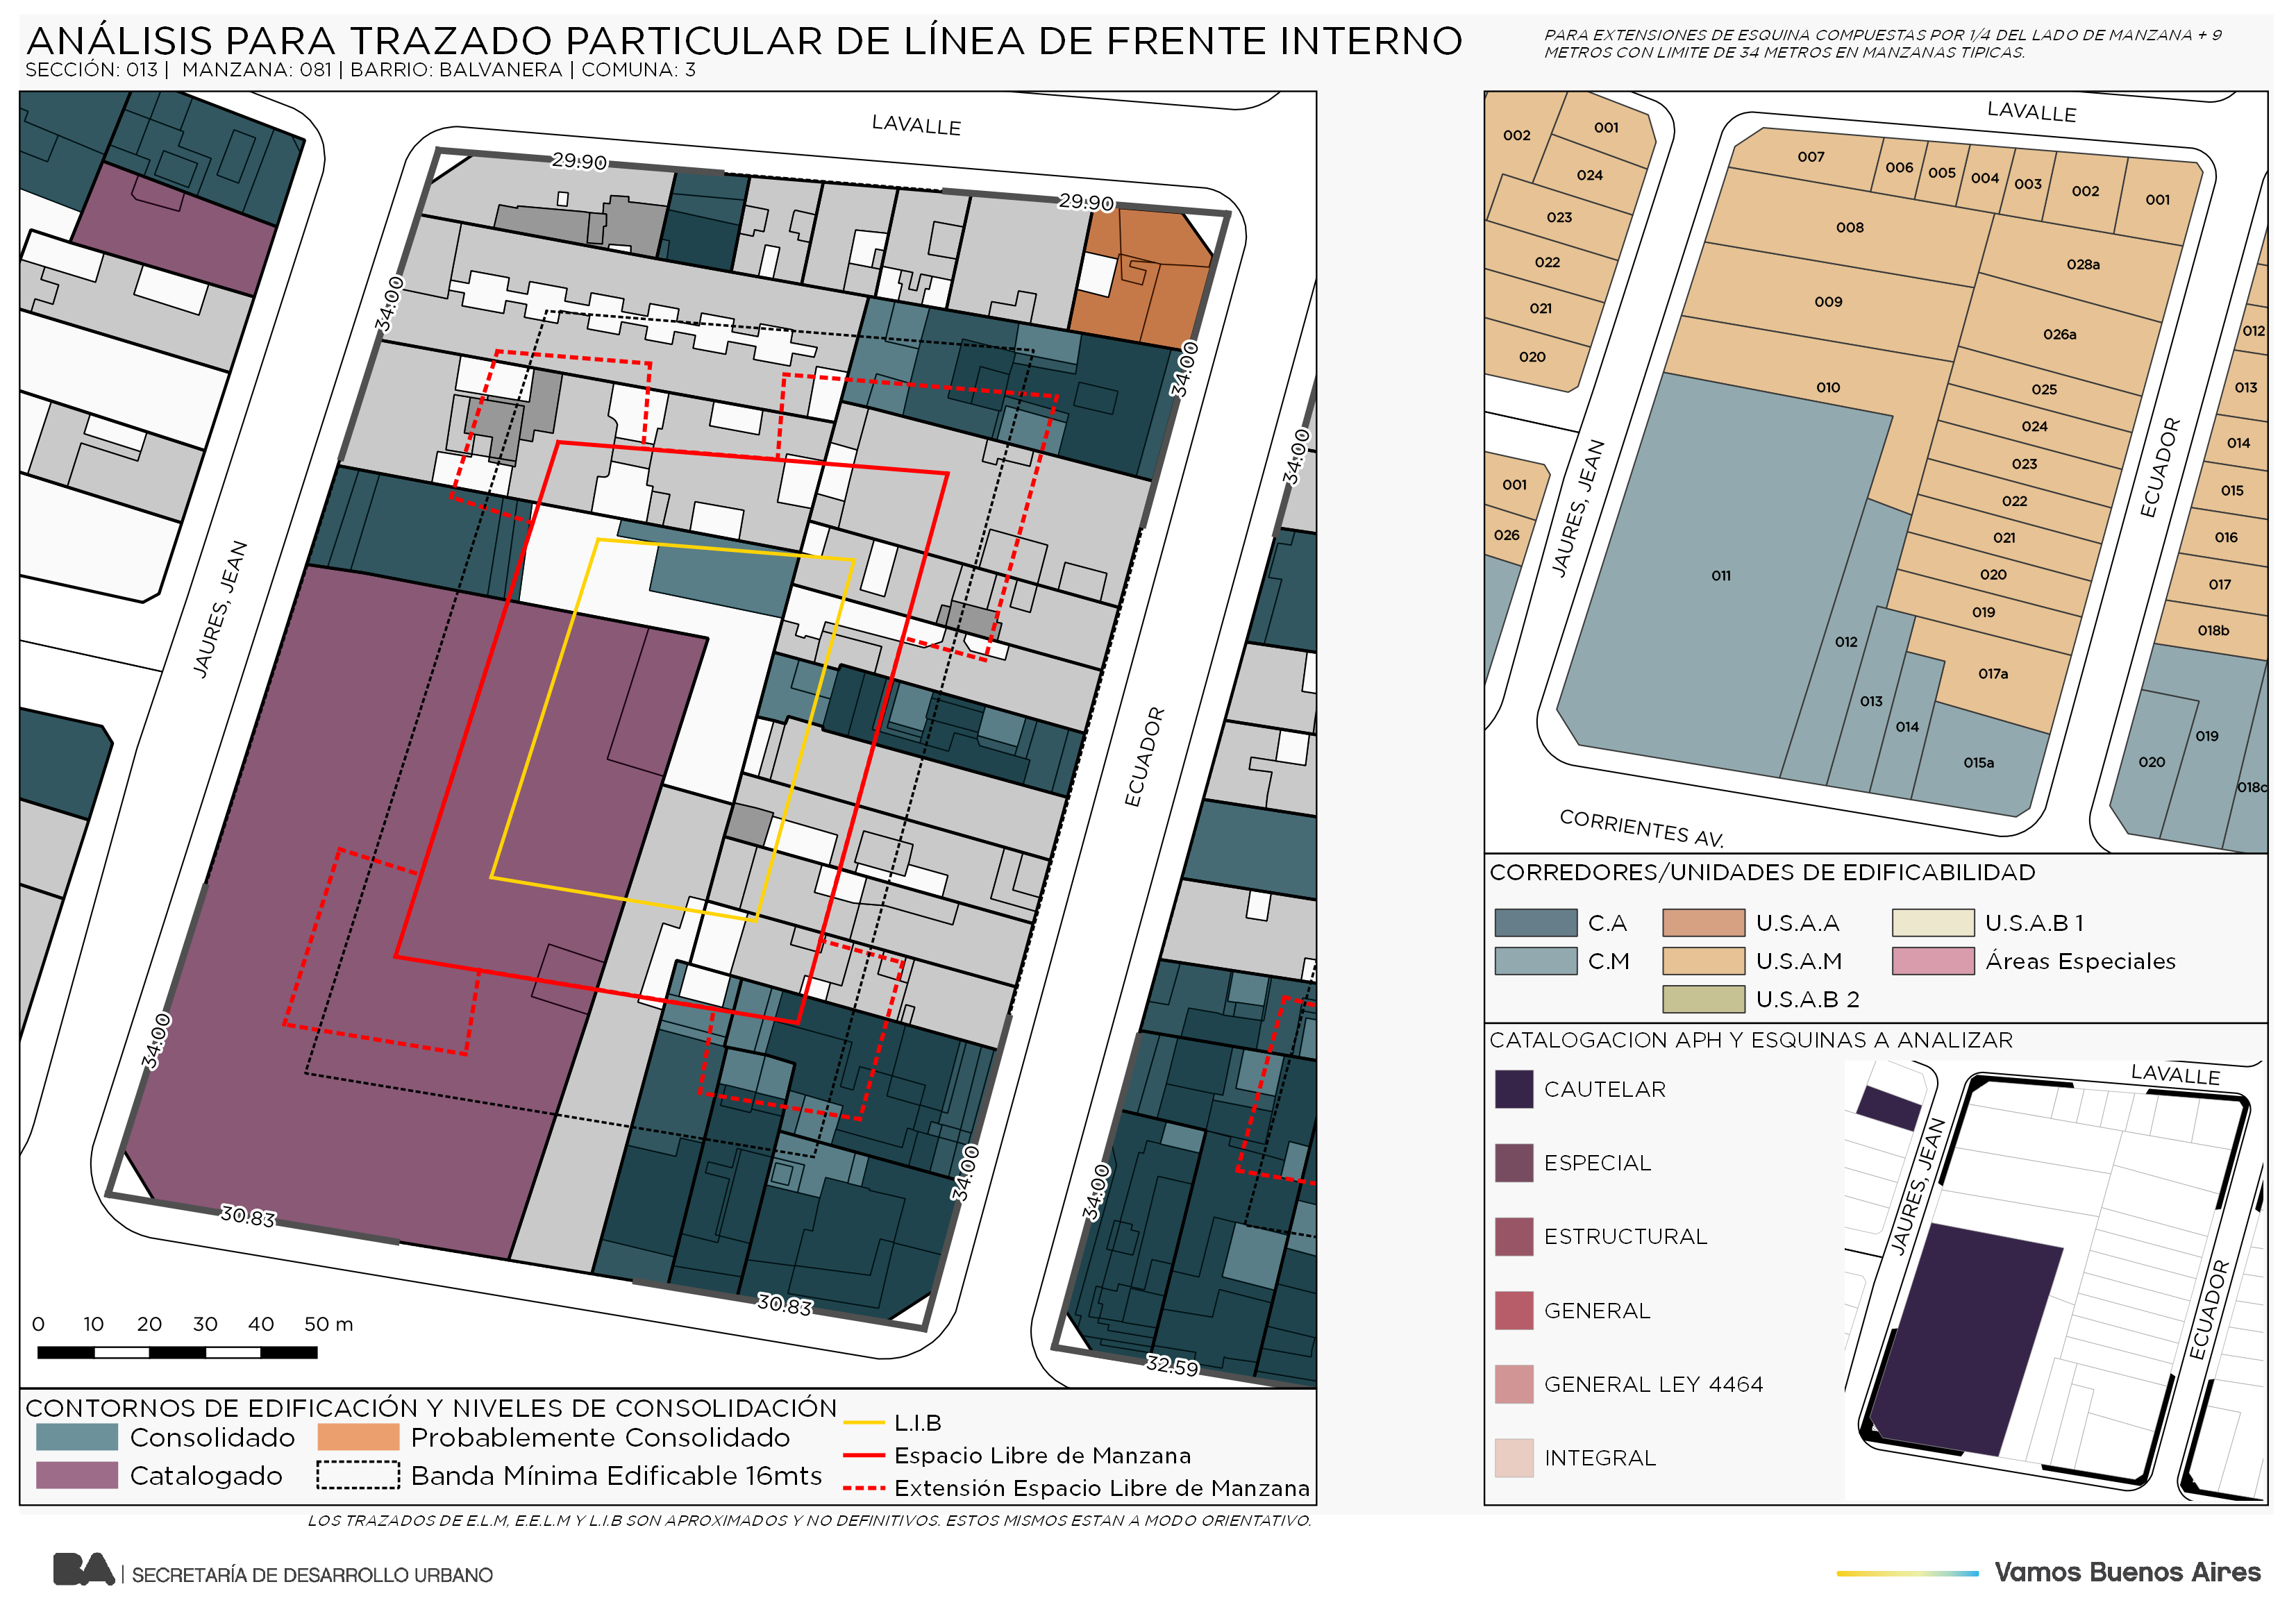 ANÁLISIS PARA TRAZADO PARTICULAR DE LÍNEA DE FRENTE INTERNO
SECCIÓN: 013 | MANZANA: 081 | BARRIO: BALVANERA | COMUNA: 3
PARA EXTENSIONES DE ESQUINA COMPUESTAS POR 1/4 DEL LADO DE MANZANA + 9
METROS CON LIMITE DE 34 METROS EN MANZANAS TIPICAS.
LAVALLE
29.90
29.90
34:00
34:00
34:00
JAURES, JEAN
ECUADOR
34:00
34:00
34:00
30.83
30.83
32.59
0 10 20 30 40 50 m
CONTORNOS DE EDIFICACIÓN Y NIVELES DE CONSOLIDACIÓN
Consolidado
Probablemente Consolidado
Catalogado
Banda Mínima Edificable 16mts
L.I.B
Espacio Libre de Manzana
Extensión Espacio Libre de Manzana
LOS TRAZADOS DE E.L.M, E.E.L.M Y L.I.B SON APROXIMADOS Y NO DEFINITIVOS. ESTOS MISMOS ESTAN A MODO ORIENTATIVO.
LAVALLE
002
001
024
023
022
021
020
001
026
007
006
005
004
003
002
001
008
028a
009
026a
010
025
024
023
022
021
020
019
017a
011
012
013
014
015a
012
013
014
015
016
017
018b
019
020
018c
JAURES, JEAN
ECUADOR
CORRIENTES AV.
CORREDORES/UNIDADES DE EDIFICABILIDAD
C.A
U.S.A.A
U.S.A.B 1
C.M
U.S.A.M
Áreas Especiales
U.S.A.B 2
CATALOGACION APH Y ESQUINAS A ANALIZAR
CAUTELAR
ESPECIAL
ESTRUCTURAL
GENERAL
GENERAL LEY 4464
INTEGRAL
LAVALLE
JAURES, JEAN
ECUADOR
BA | SECRETARÍA DE DESARROLLO URBANO
Vamos Buenos Aires